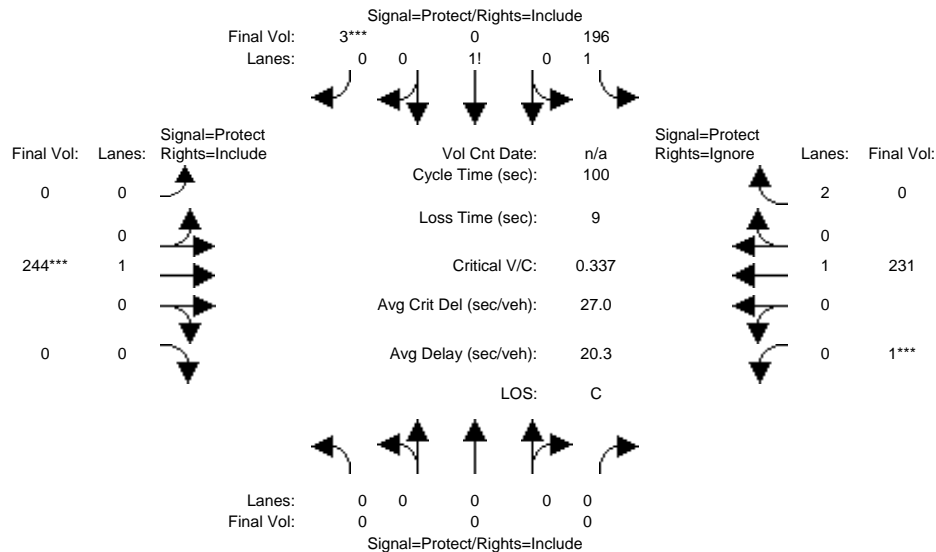 Signal=Protect/Rights=Include
Final Vol: 3*** 0 196
Lanes: 0 0 1! 0 1
Signal=Protect
Final Vol: Lanes: Rights=Include
Vol Cnt Date: n/a
Signal=Protect
Rights=Ignore Lanes: Final Vol:
Cycle Time (sec): 100
0 0
2 0
Loss Time (sec): 9
0
0
244*** 1
Critical V/C: 0.337
1 231
0
Avg Crit Del (sec/veh): 27.0
0
0 0
Avg Delay (sec/veh): 20.3
0 1***
LOS: C
Lanes: 0 0 0 0 0
Final Vol: 0 0 0
Signal=Protect/Rights=Include